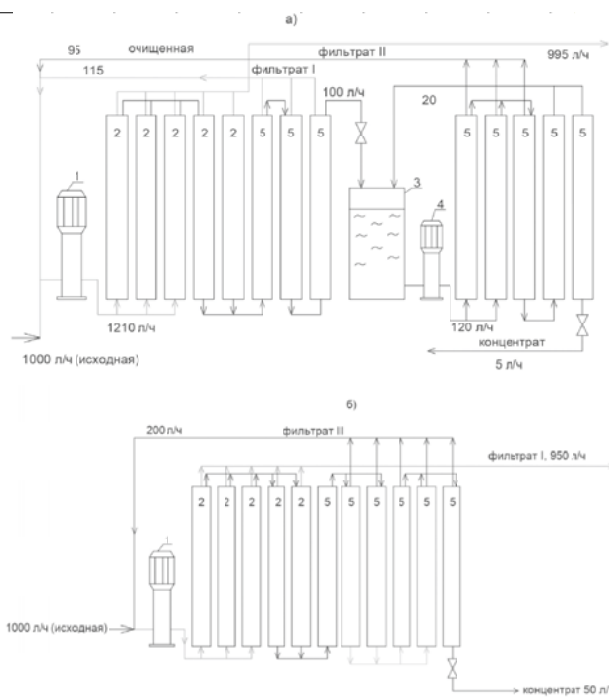 а)
95 очищенная фильтрат II 995 л/ч
115 фильтрат I
100 л/ч 20
1 2 2 2 2 2 5 5 5 3 4 5 5 5 5 5
1210 л/ч 120 л/ч
концентрат
1000 л/ч (исходная) 5 л/ч
б)
200 л/ч фильтрат II
фильтрат I, 950 л/ч
2 2 2 2 2 5 5 5 5 5 5
1
1000 л/ч (исходная)
концентрат 50 л/